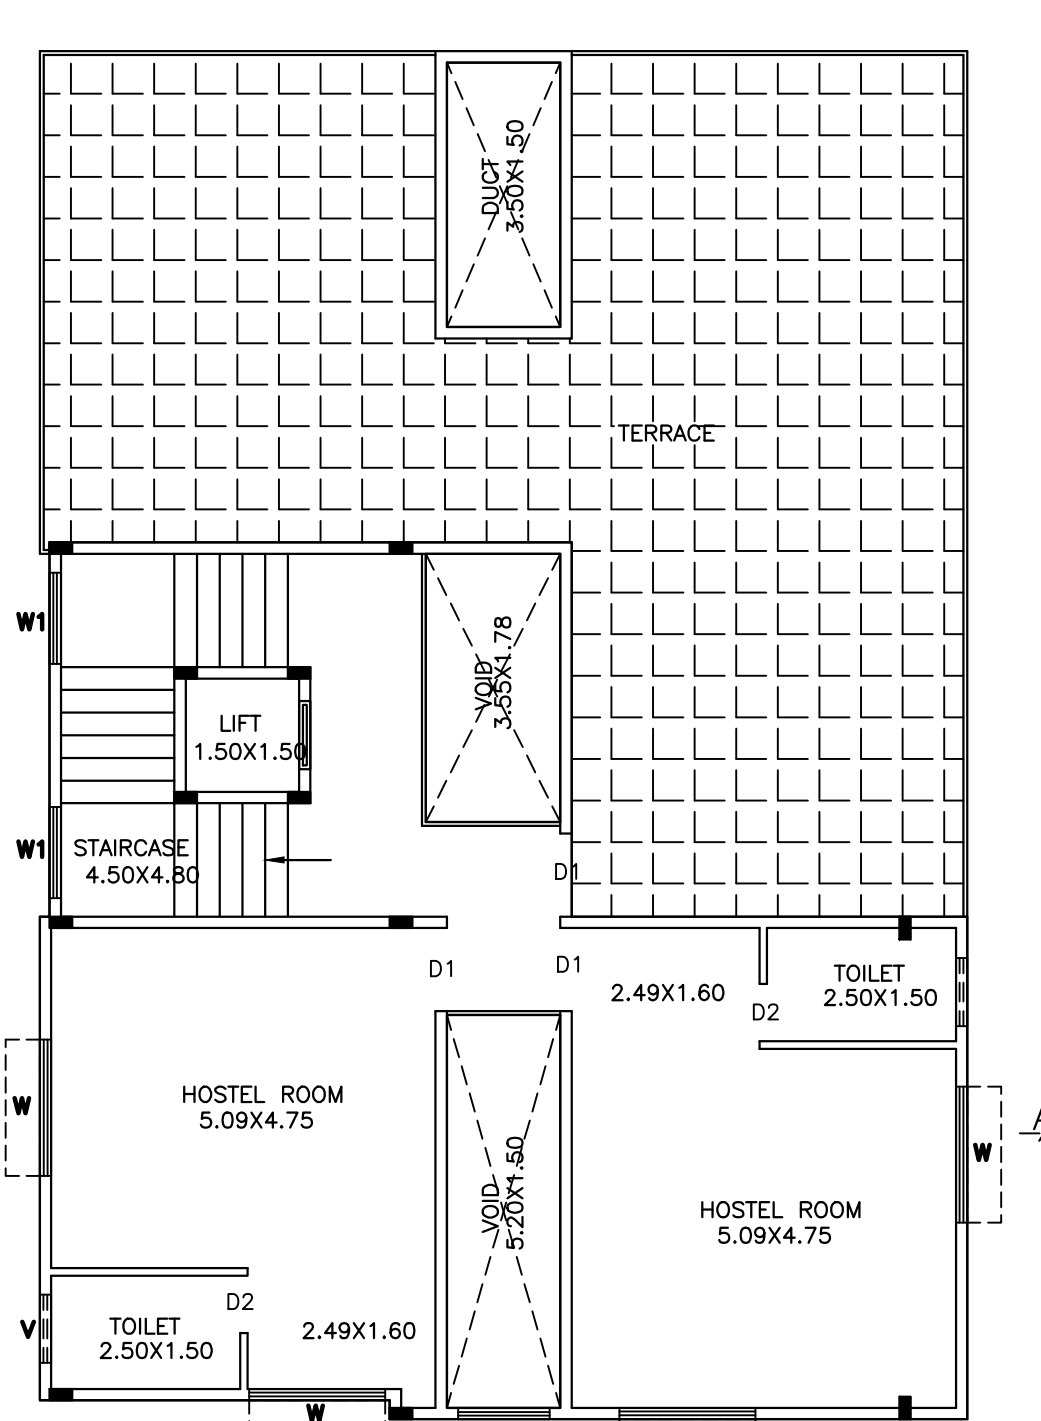 DUCT
3.50X1.50
TERRACE
W1
VOID
3.55X1.78
LIFT
1.50X1.50
W1
STAIRCASE
4.50X4.80
D1
D1
D1
2.49X1.60
TOILET
2.50X1.50
D2
HOSTEL ROOM
5.09X4.75
W
A
W
VOID
5.20X1.50
HOSTEL ROOM
5.09X4.75
D2
V
TOILET
2.50X1.50
2.49X1.60
W